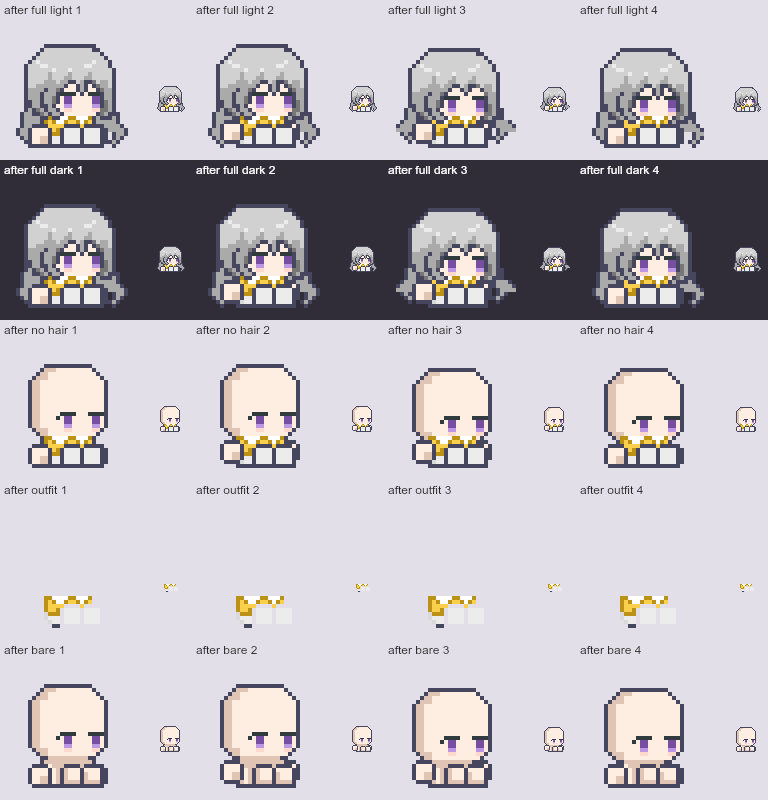 after full light 1
after full light 2
after full light 3
after full light 4
after full dark 1
after full dark 2
after full dark 3
after full dark 4
after no hair 1
after no hair 2
after no hair 3
after no hair 4
after outfit 1
after outfit 2
after outfit 3
after outfit 4
after bare 1
after bare 2
after bare 3
after bare 4